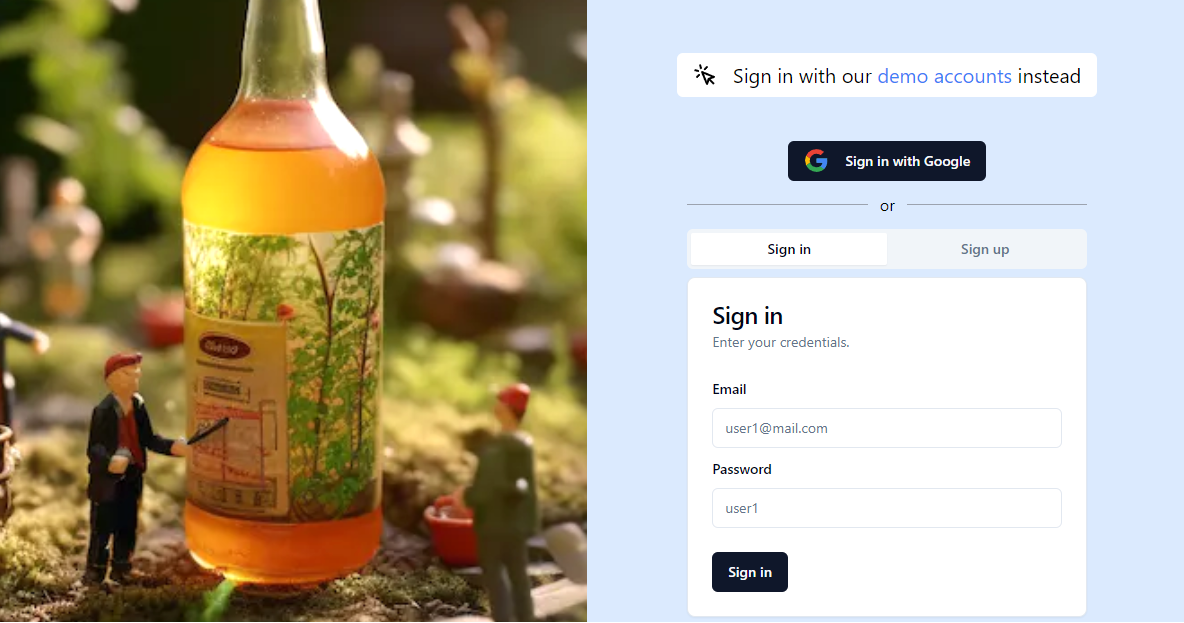 Sign in with our demo accounts instead
Sign in with Google
or
Sign in
Sign up
Sign in
Enter your credentials.
Email
user1@mail.com
Password
user1
Sign in